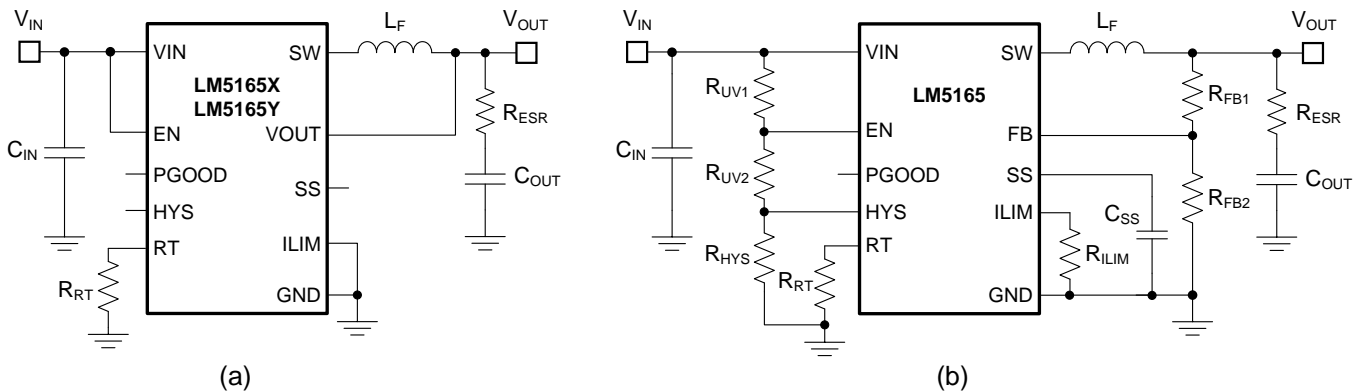 VIN
LF
VOUT
VIN
SW
LM5165X
LM5165Y
RESR
EN
VOUT
CIN
PGOOD
COUT
SS
HYS
RT
ILIM
RRT
GND
(a)
VIN
LF
VOUT
VIN
SW
RUV1
LM5165
RFB1
RESR
EN
FB
CIN
RUV2
PGOOD
SS
COUT
HYS
ILIM
CSS
RFB2
RHYS
RT
RRT
RILIM
GND
(b)